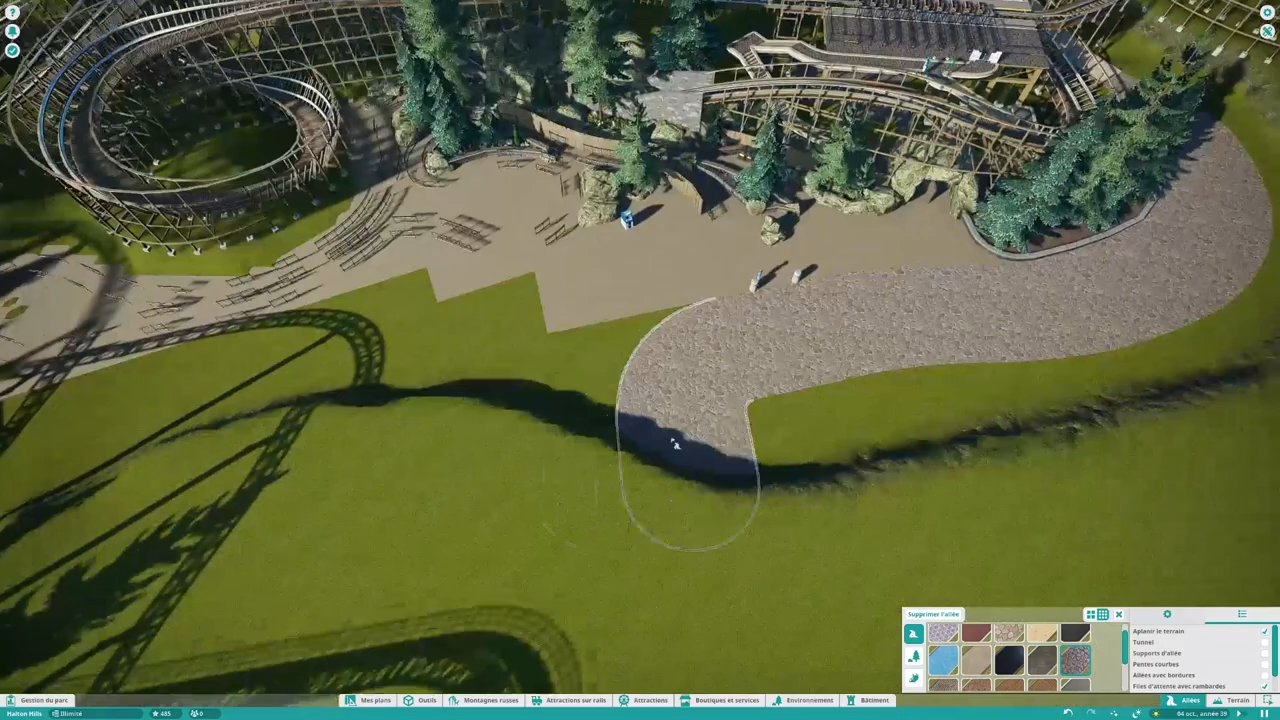 Supprimer l'allée
Aplanir le terrain
Tunnel
Supports d'allée
Pentes courbes
Allées avec bordures
Files d'attente avec rambardes
Gestion du parc
Mes plans
Outils
Montagnes russes
Attractions sur rails
Attractions
Boutiques et services
Environnement
Bâtiment
Allées
Terrain
Halton Hills
Illimité
485
0
04 oct., année 39